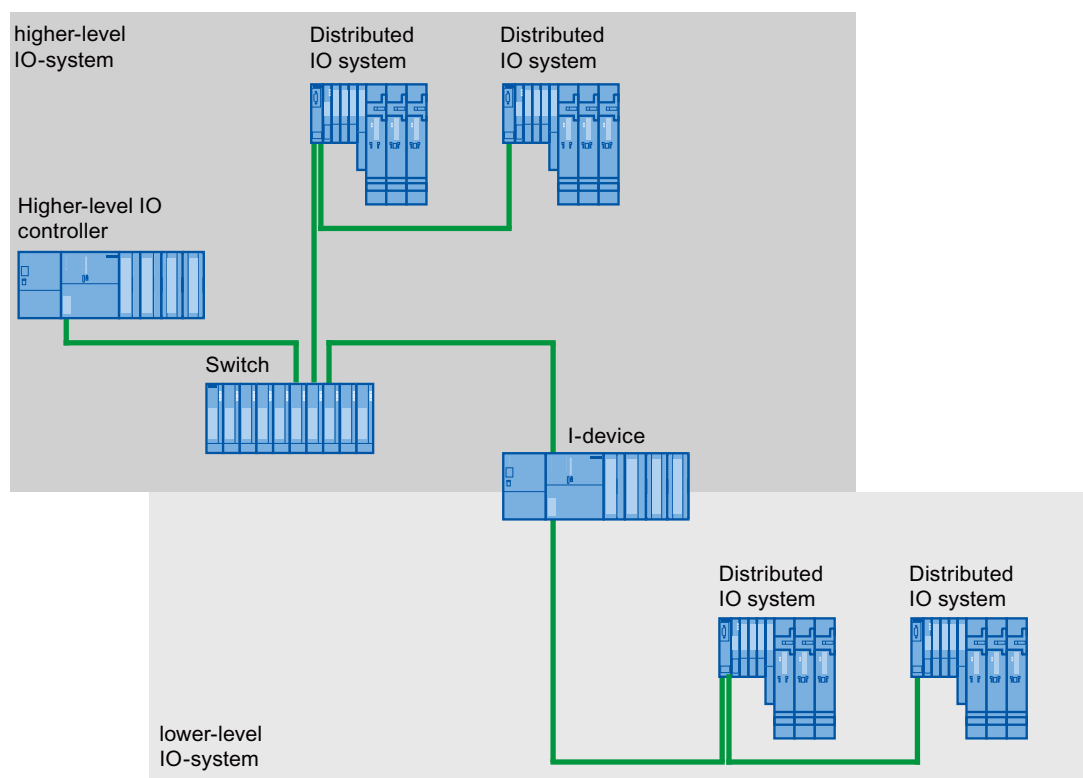 higher-level
IO-system
Distributed
IO system
Distributed
IO system
Higher-level IO
controller
Switch
I-device
Distributed
IO system
Distributed
IO system
lower-level
IO-system